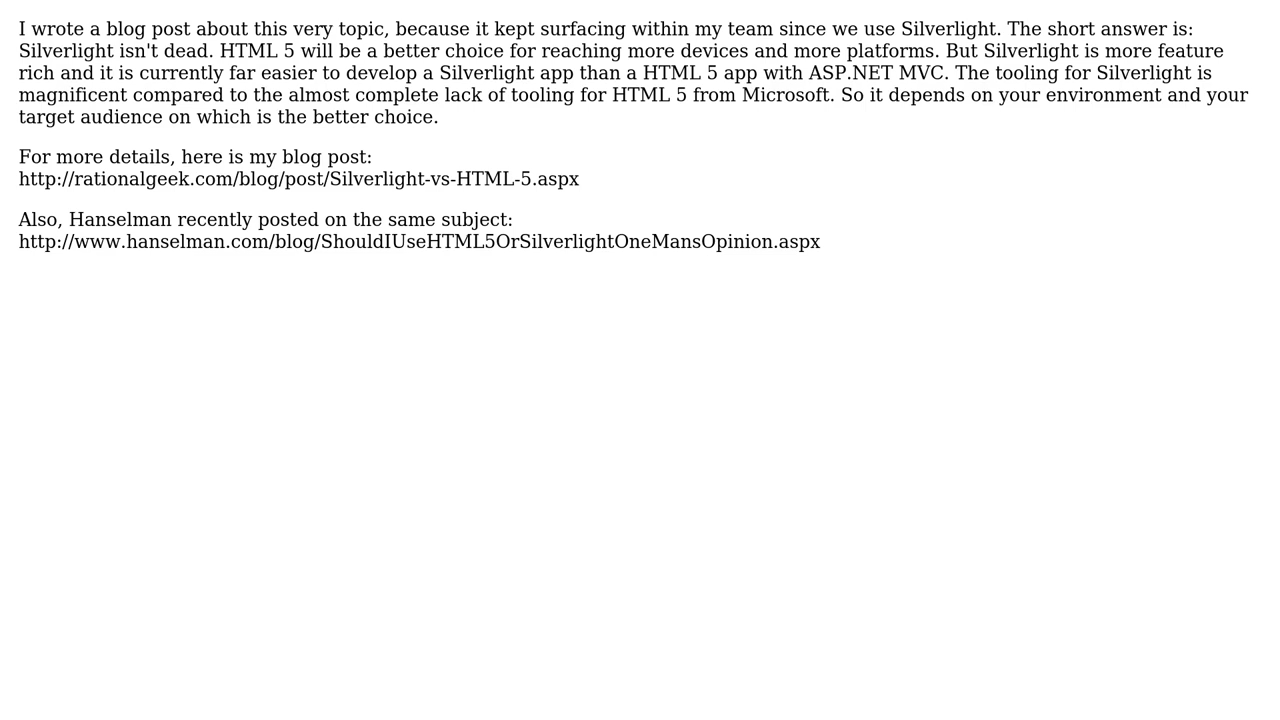 I wrote a blog post about this very topic, because it kept surfacing within my team since we use Silverlight. The short answer is:
Silverlight isn't dead. HTML 5 will be a better choice for reaching more devices and more platforms. But Silverlight is more feature
rich and it is currently far easier to develop a Silverlight app than a HTML 5 app with ASP.NET MVC. The tooling for Silverlight is
magnificent compared to the almost complete lack of tooling for HTML 5 from Microsoft. So it depends on your environment and your
target audience on which is the better choice.
For more details, here is my blog post:
http://rationalgeek.com/blog/post/Silverlight-vs-HTML-5.aspx
Also, Hanselman recently posted on the same subject:
http://www.hanselman.com/blog/ShouldIUseHTML5OrSilverlightOneMansOpinion.aspx